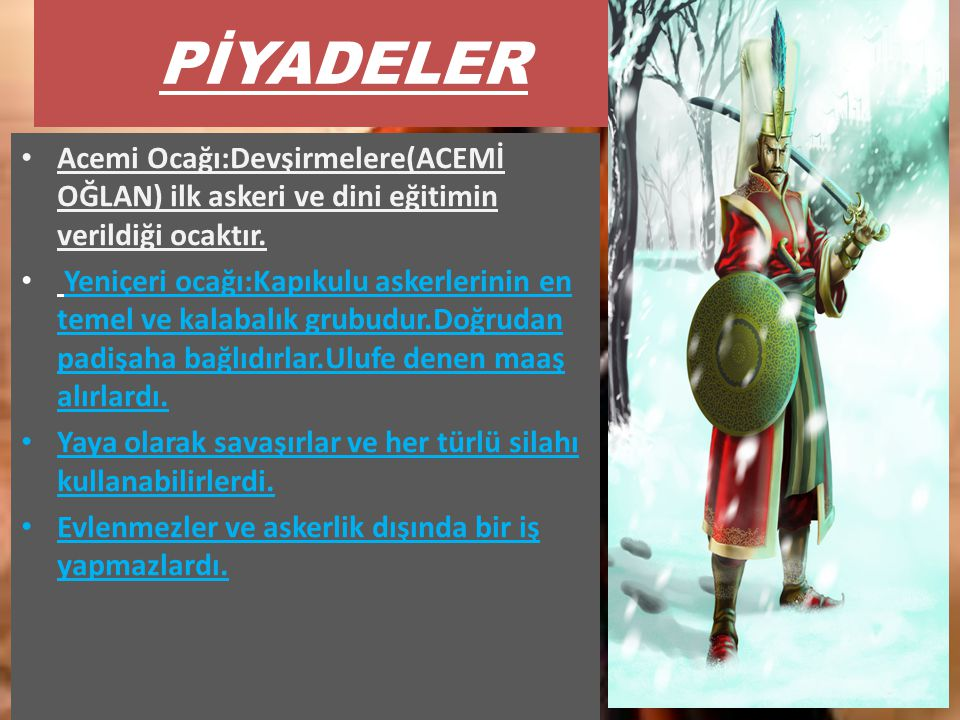 PİYADELER
• Acemi Ocağı:Devşirmelere(ACEMİ
OĞLAN) ilk askeri ve dini eğitimin
verildiği ocaktır.
• Yeniçeri ocağı:Kapıkulu askerlerinin en
temel ve kalabalık grubudur.Doğrudan
padişaha bağlıdırlar.Ulufe denen maaş
alırlardı.
• Yaya olarak savaşırlar ve her türlü silahı
kullanabilirlerdi.
• Evlenmezler ve askerlik dışında bir iş
yapmazlardı.